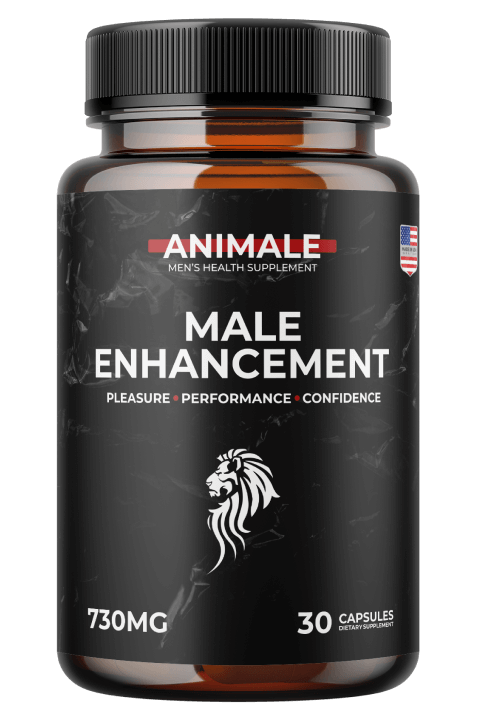 ANIMALE
MEN'S HEALTH SUPPLEMENT
MALE
ENHANCEMENT
PLEASURE • PERFORMANCE • CONFIDENCE
730MG
30 CAPSULES
DIETARY SUPPLEMENT